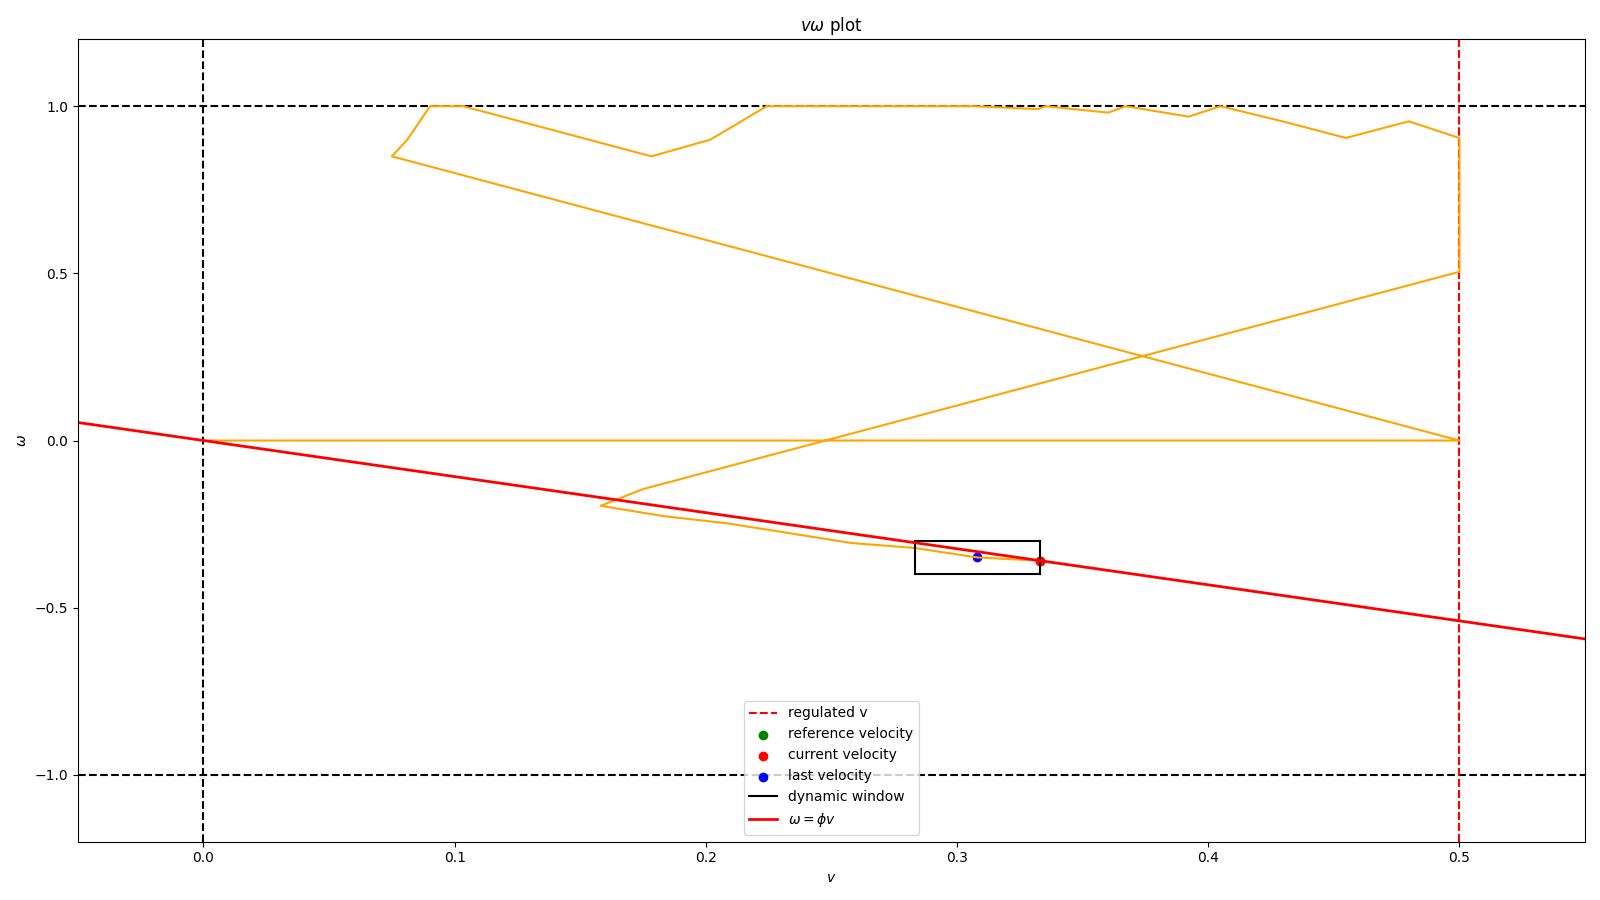 vω plot
1.0
0.5
0.0
−0.5
−1.0
ω
0.0 0.1 0.2 0.3 0.4 0.5
v
regulated v
reference velocity
current velocity
last velocity
dynamic window
ω = ϕv